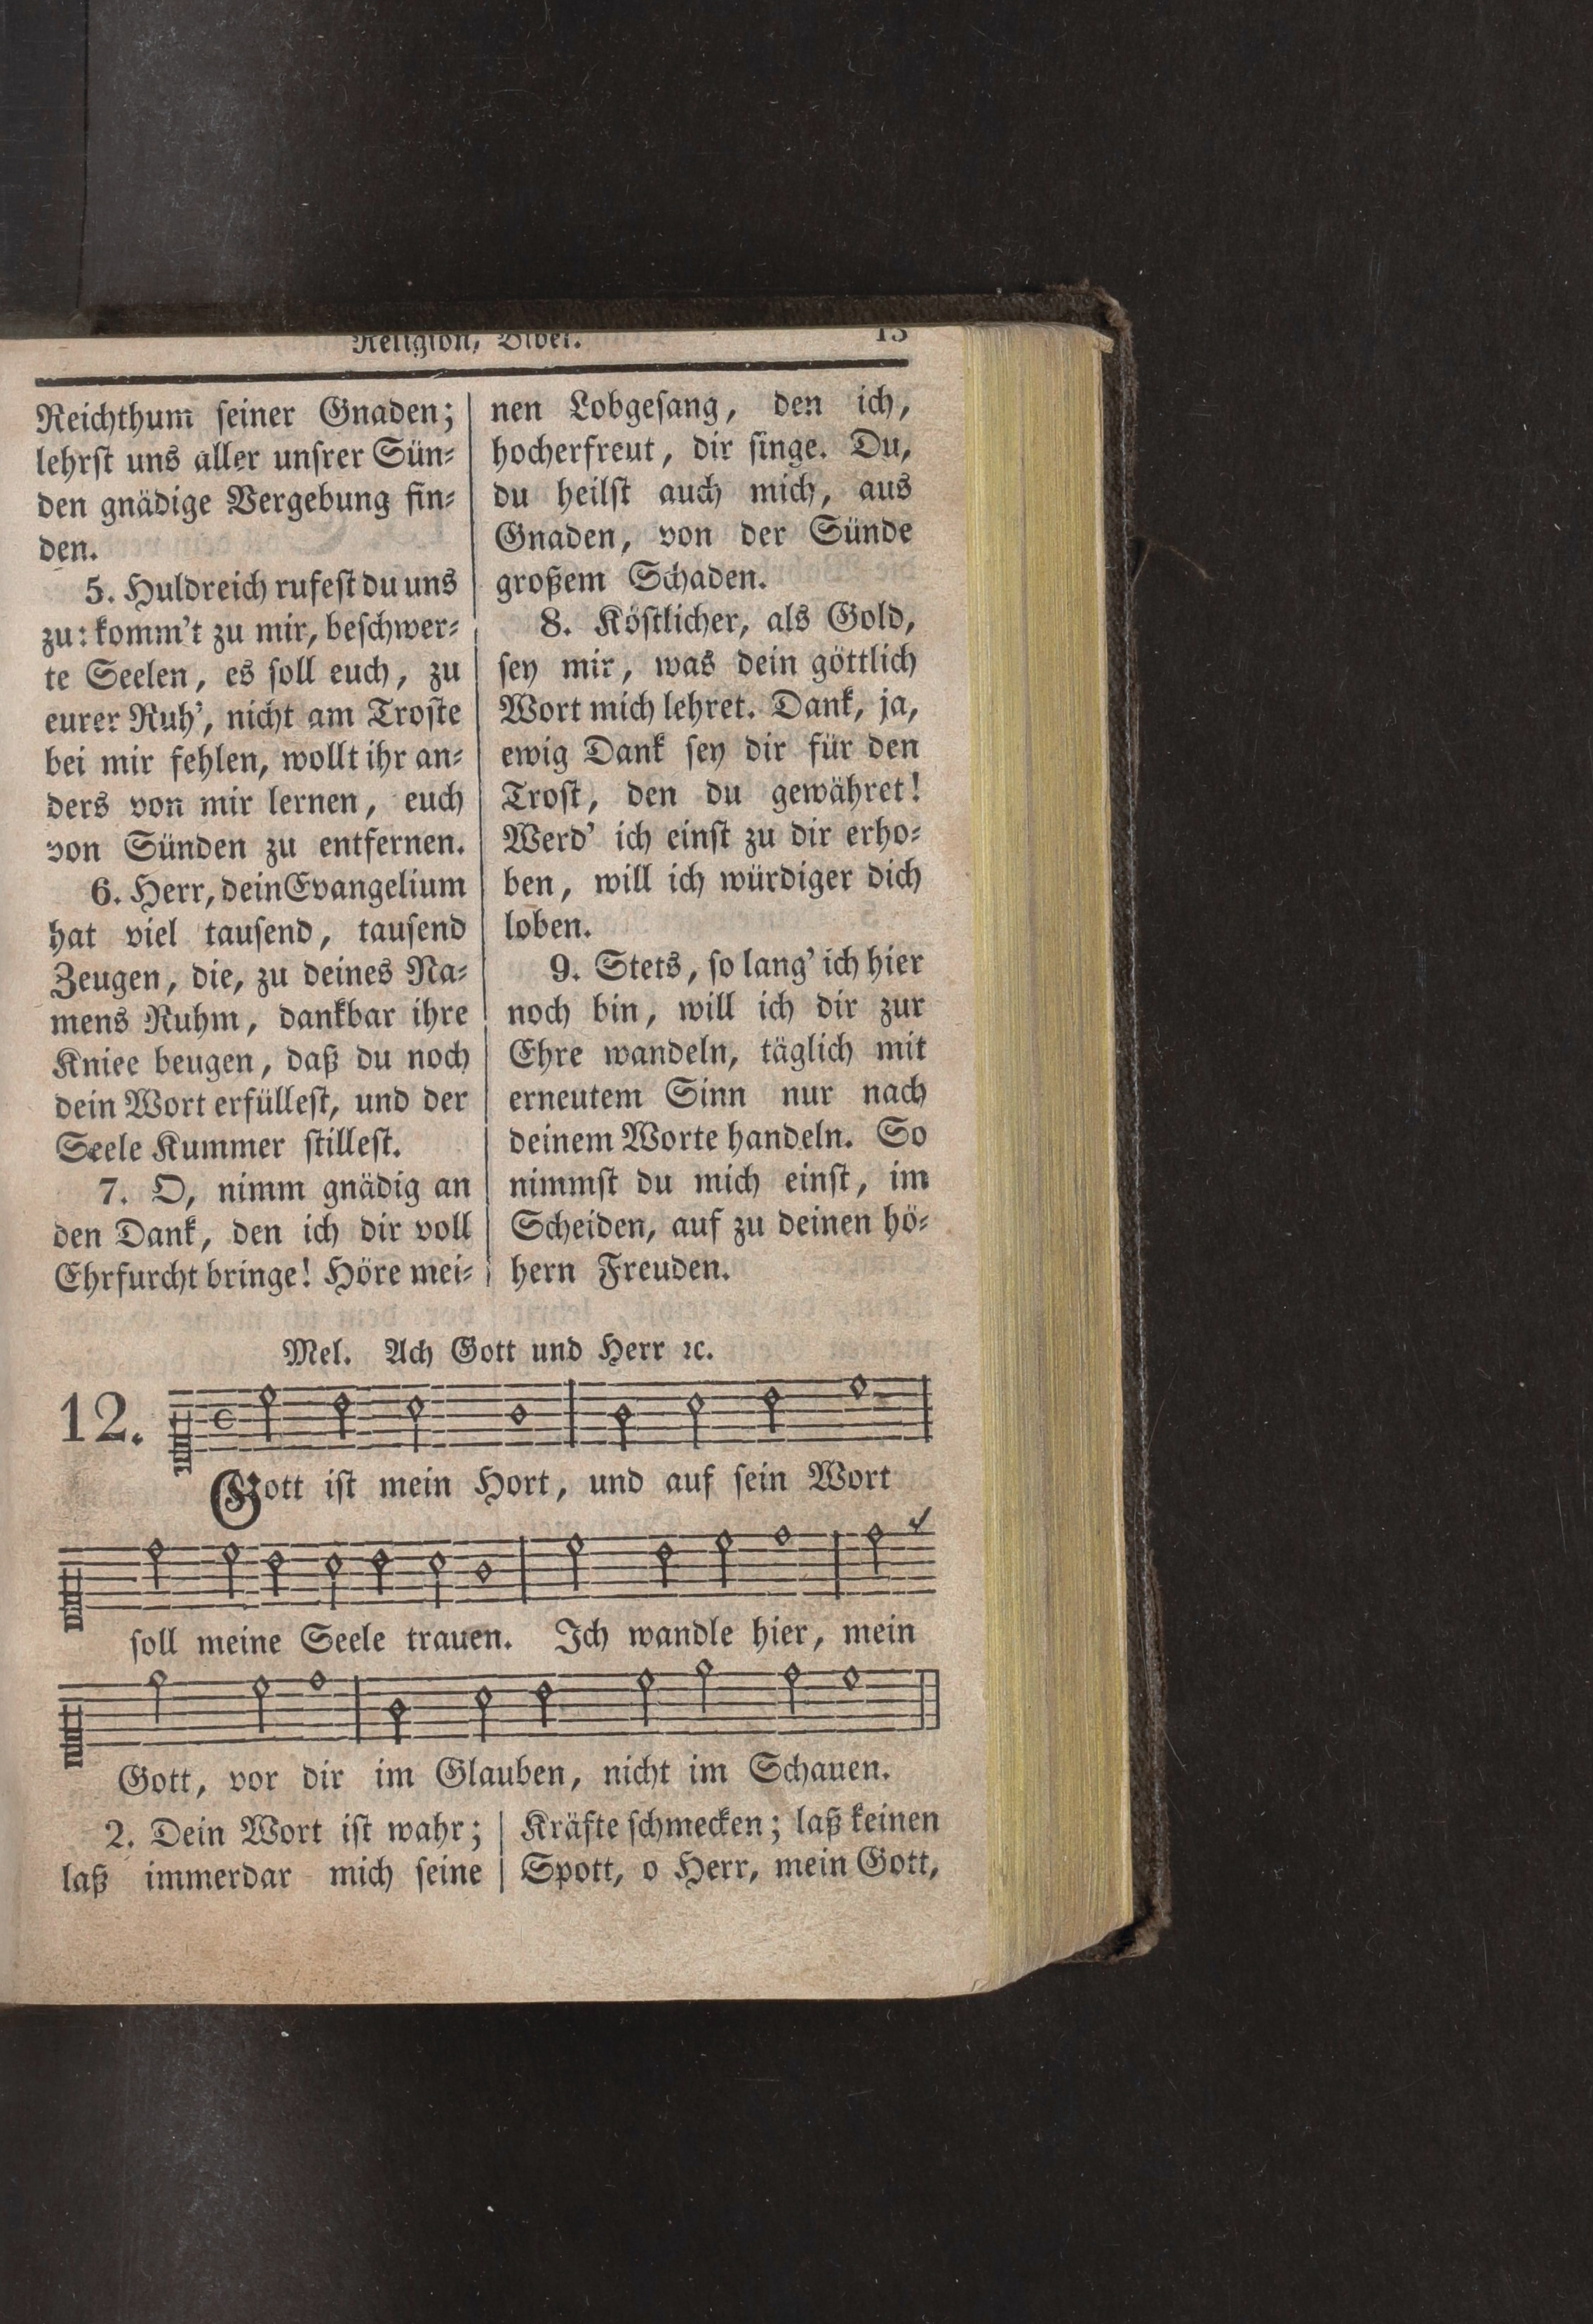 Religion, Bibel. 13
Reichthum ſeiner Gnaden;
lehrſt uns aller unſrer Sün⸗
den gnädige Vergebung fin⸗
den.
5. Huldreich rufeſt du uns
zu: komm't zu mir, beſchwer⸗
te Seelen, es ſoll euch, zu
eurer Ruh', nicht am Troſte
bei mir fehlen, wollt ihr an⸗
ders von mir lernen, euch
von Sünden zu entfernen.
6. Herr, dein Evangelium
hat viel tauſend, tauſend
Zeugen, die, zu deines Na⸗
mens Ruhm, dankbar ihre
Kniee beugen, daß du noch
dein Wort erfülleſt, und der
Seele Kummer ſtilleſt.
7. O, nimm gnädig an
den Dank, den ich dir voll
Ehrfurcht bringe! Höre mei⸗
nen Lobgeſang, den ich,
hocherfreut, dir ſinge. Du,
du heilſt auch mich, aus
Gnaden, von der Sünde
großem Schaden.
8. Köſtlicher, als Gold,
ſey mir, was dein göttlich
Wort mich lehret. Dank, ja,
ewig Dank ſey dir für den
Troſt, den du gewähret!
Werd' ich einſt zu dir erho⸗
ben, will ich würdiger dich
loben.
9. Stets, ſo lang' ich hier
noch bin, will ich dir zur
Ehre wandeln, täglich mit
erneutem Sinn nur nach
deinem Worte handeln. So
nimmſt du mich einſt, im
Scheiden, auf zu deinen hö⸗
hern Freuden.
Mel. Ach Gott und Herr ꝛc.
12.
Gott iſt mein Hort, und auf ſein Wort
ſoll meine Seele trauen. Ich wandle hier, mein
Gott, vor dir im Glauben, nicht im Schauen.
2. Dein Wort iſt wahr;
laß immerdar mich ſeine
Kräfte ſchmecken; laß keinen
Spott, o Herr, mein Gott,